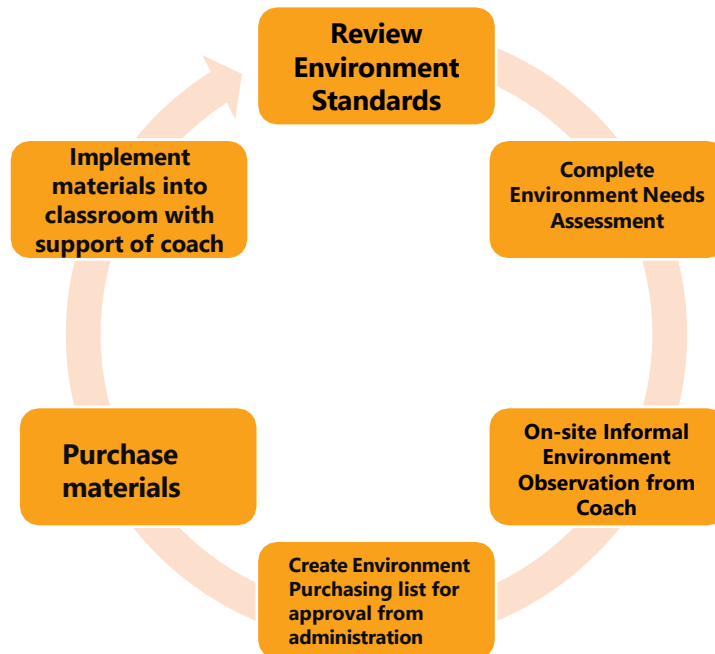 Review
Environment
Standards
Complete
Environment Needs
Assessment
On-site Informal
Environment
Observation from
Coach
Create Environment
Purchasing list for
approval from
administration
Purchase
materials
Implement
materials into
classroom with
support of coach